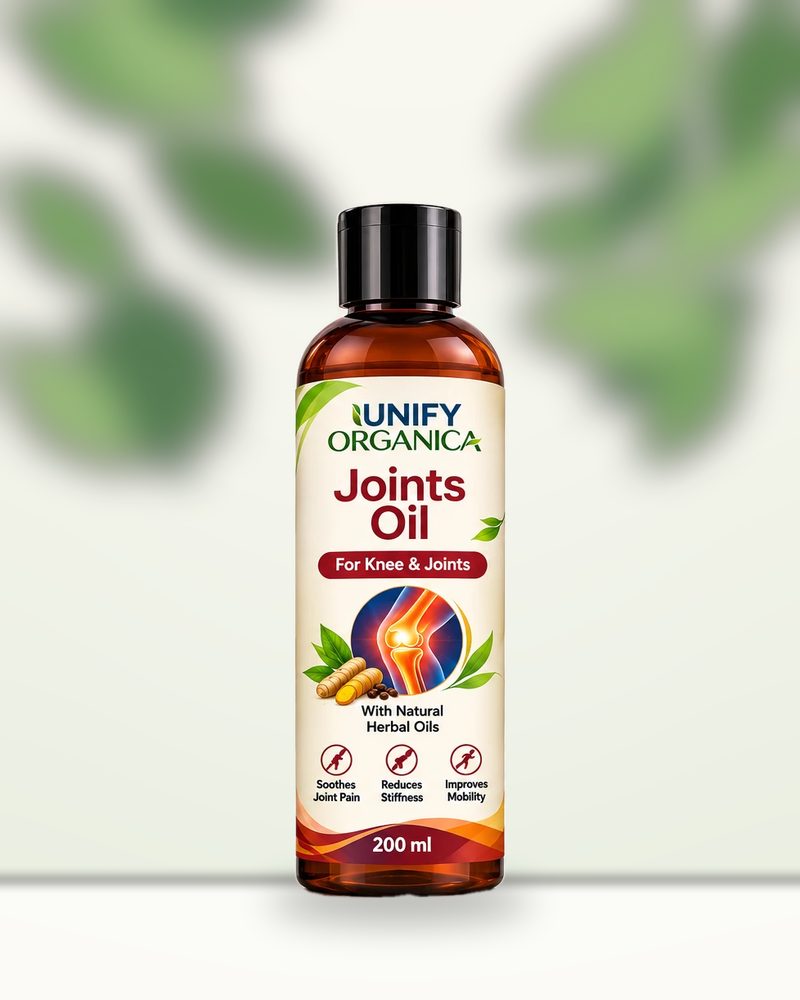 UNIFY
ORGANICA
Joints
Oil
For Knee & Joints
With Natural
Herbal Oils
Soothes
Joint Pain
Reduces
Stiffness
Improves
Mobility
200 ml